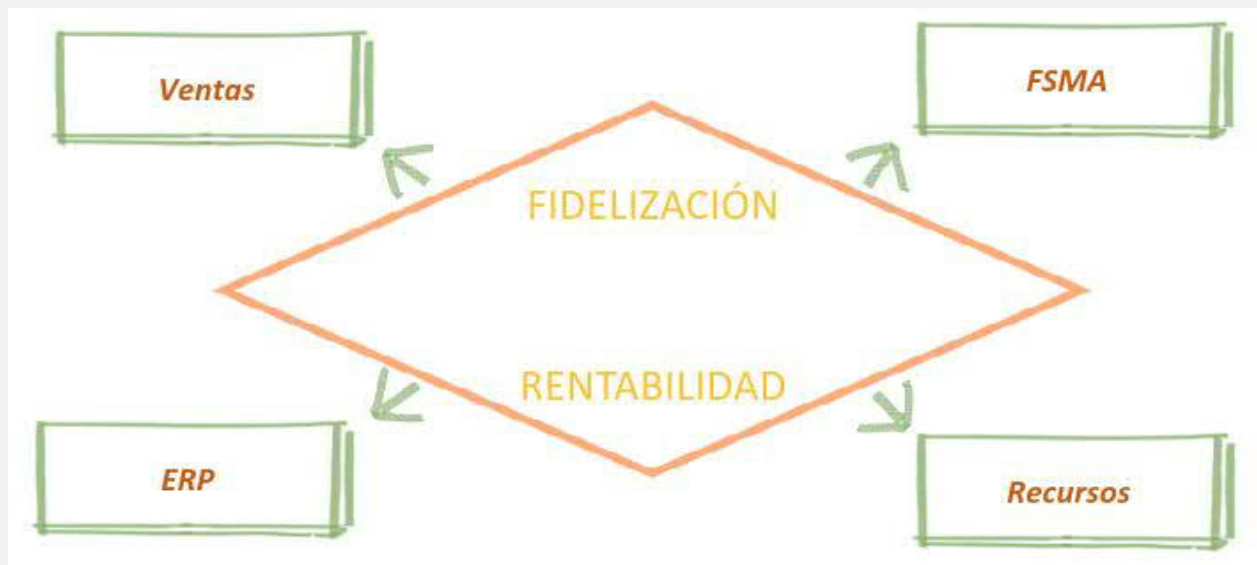 Ventas
FSMA
FIDELIZACIÓN
RENTABILIDAD
ERP
Recursos